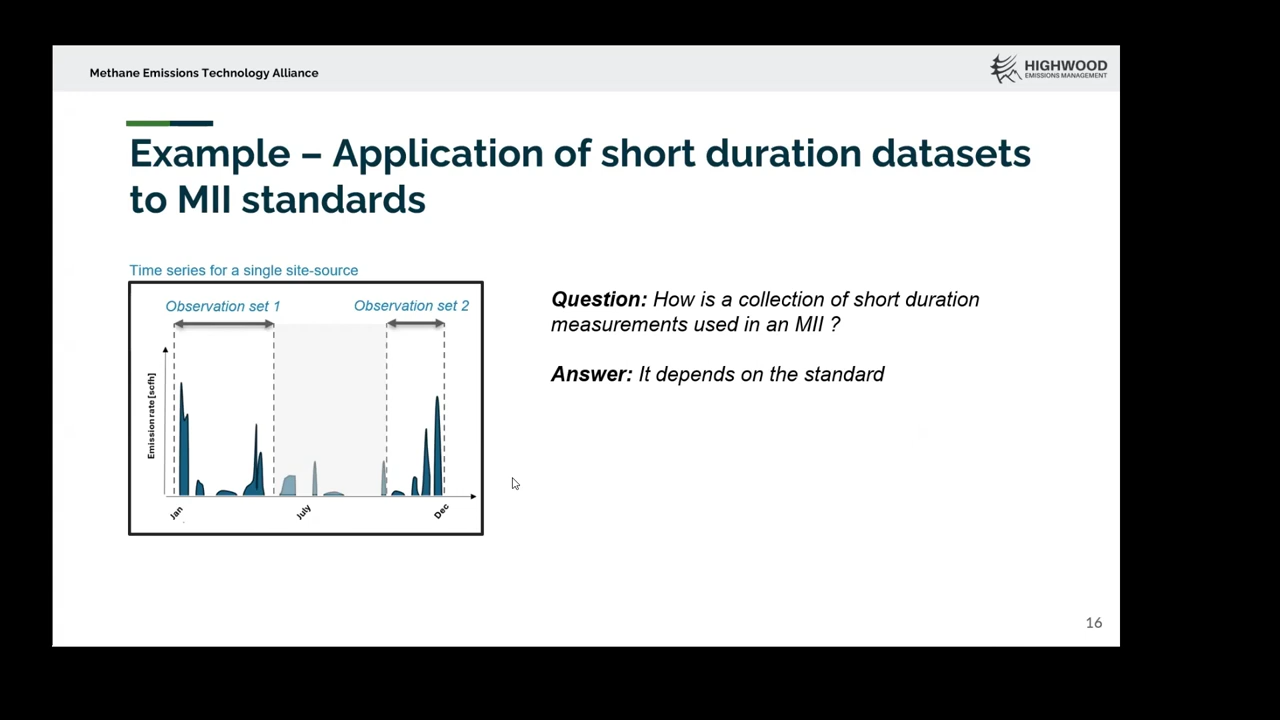 Methane Emissions Technology Alliance
HIGHWOOD
EMISSIONS MANAGEMENT
Example – Application of short duration datasets
to MII standards
Time series for a single site-source
Observation set 1
Observation set 2
Emission rate [scfh]
Jan
July
Dec
Question: How is a collection of short duration
measurements used in an MII ?
Answer: It depends on the standard
16